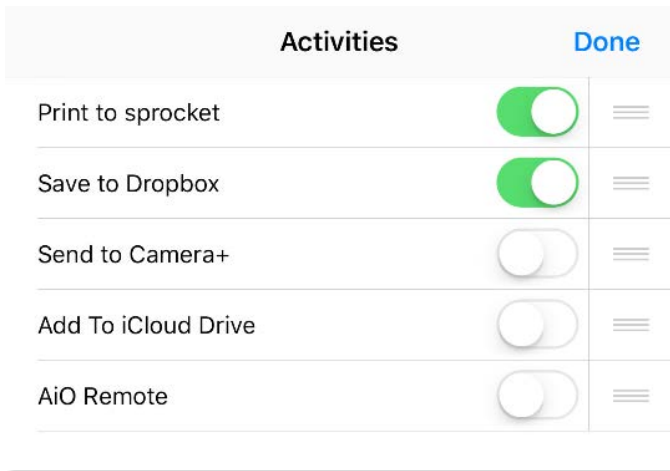 Activities Done
Print to sprocket
Save to Dropbox
Send to Camera+
Add To iCloud Drive
AiO Remote